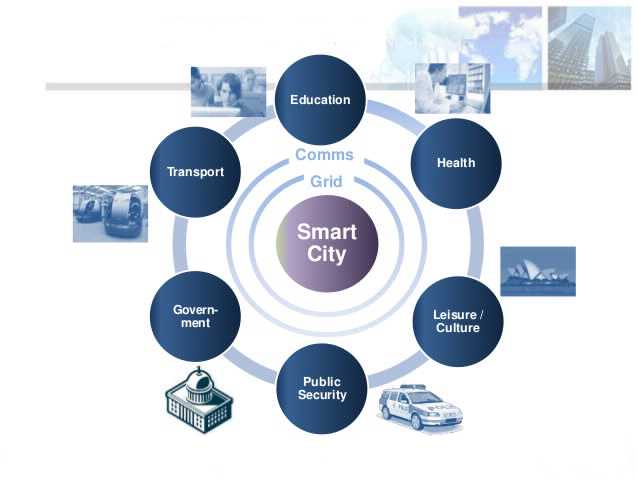 Education
Comms
Grid
Health
Transport
Smart
City
Govern-
ment
Leisure /
Culture
Public
Security